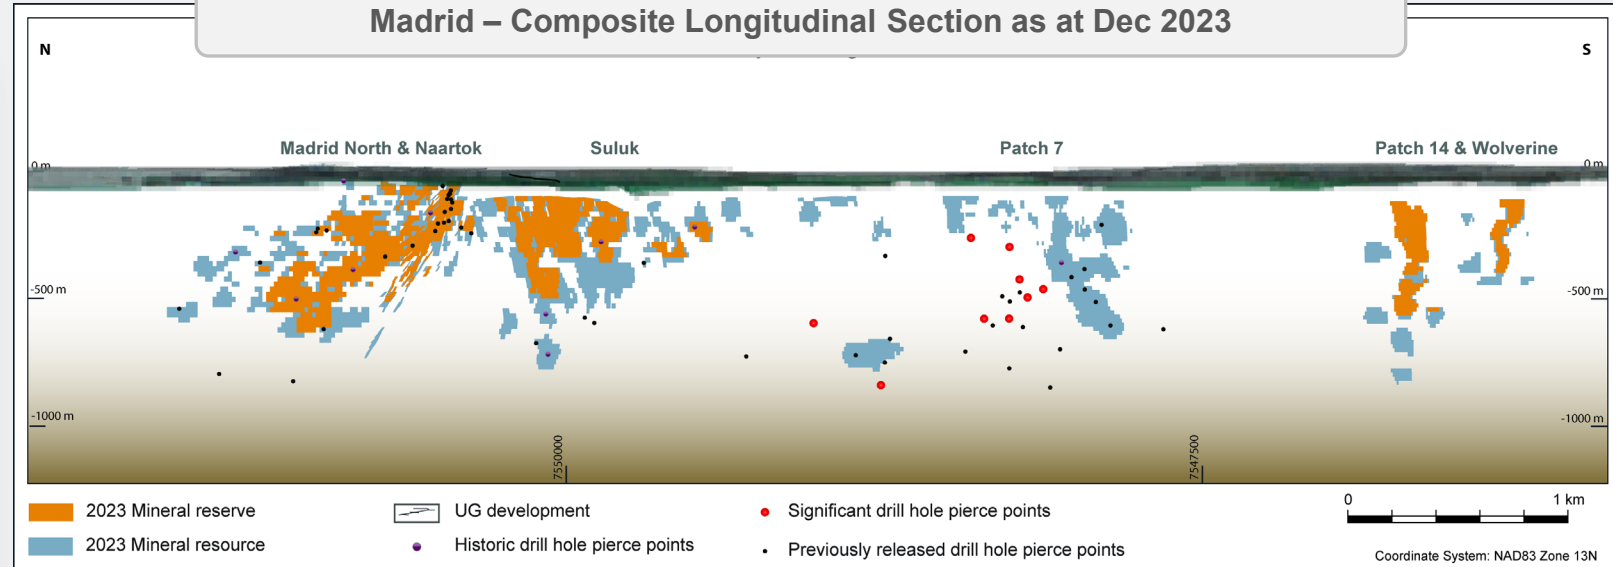 Madrid – Composite Longitudinal Section as at Dec 2023
N
S
Madrid North & Naartok
Suluk
Patch 7
Patch 14 & Wolverine
0 m
0 m
-500 m
-500 m
-1000 m
-1000 m
7550000
7547500
2023 Mineral reserve
UG development
Significant drill hole pierce points
0
1 km
2023 Mineral resource
Historic drill hole pierce points
Previously released drill hole pierce points
Coordinate System: NAD83 Zone 13N